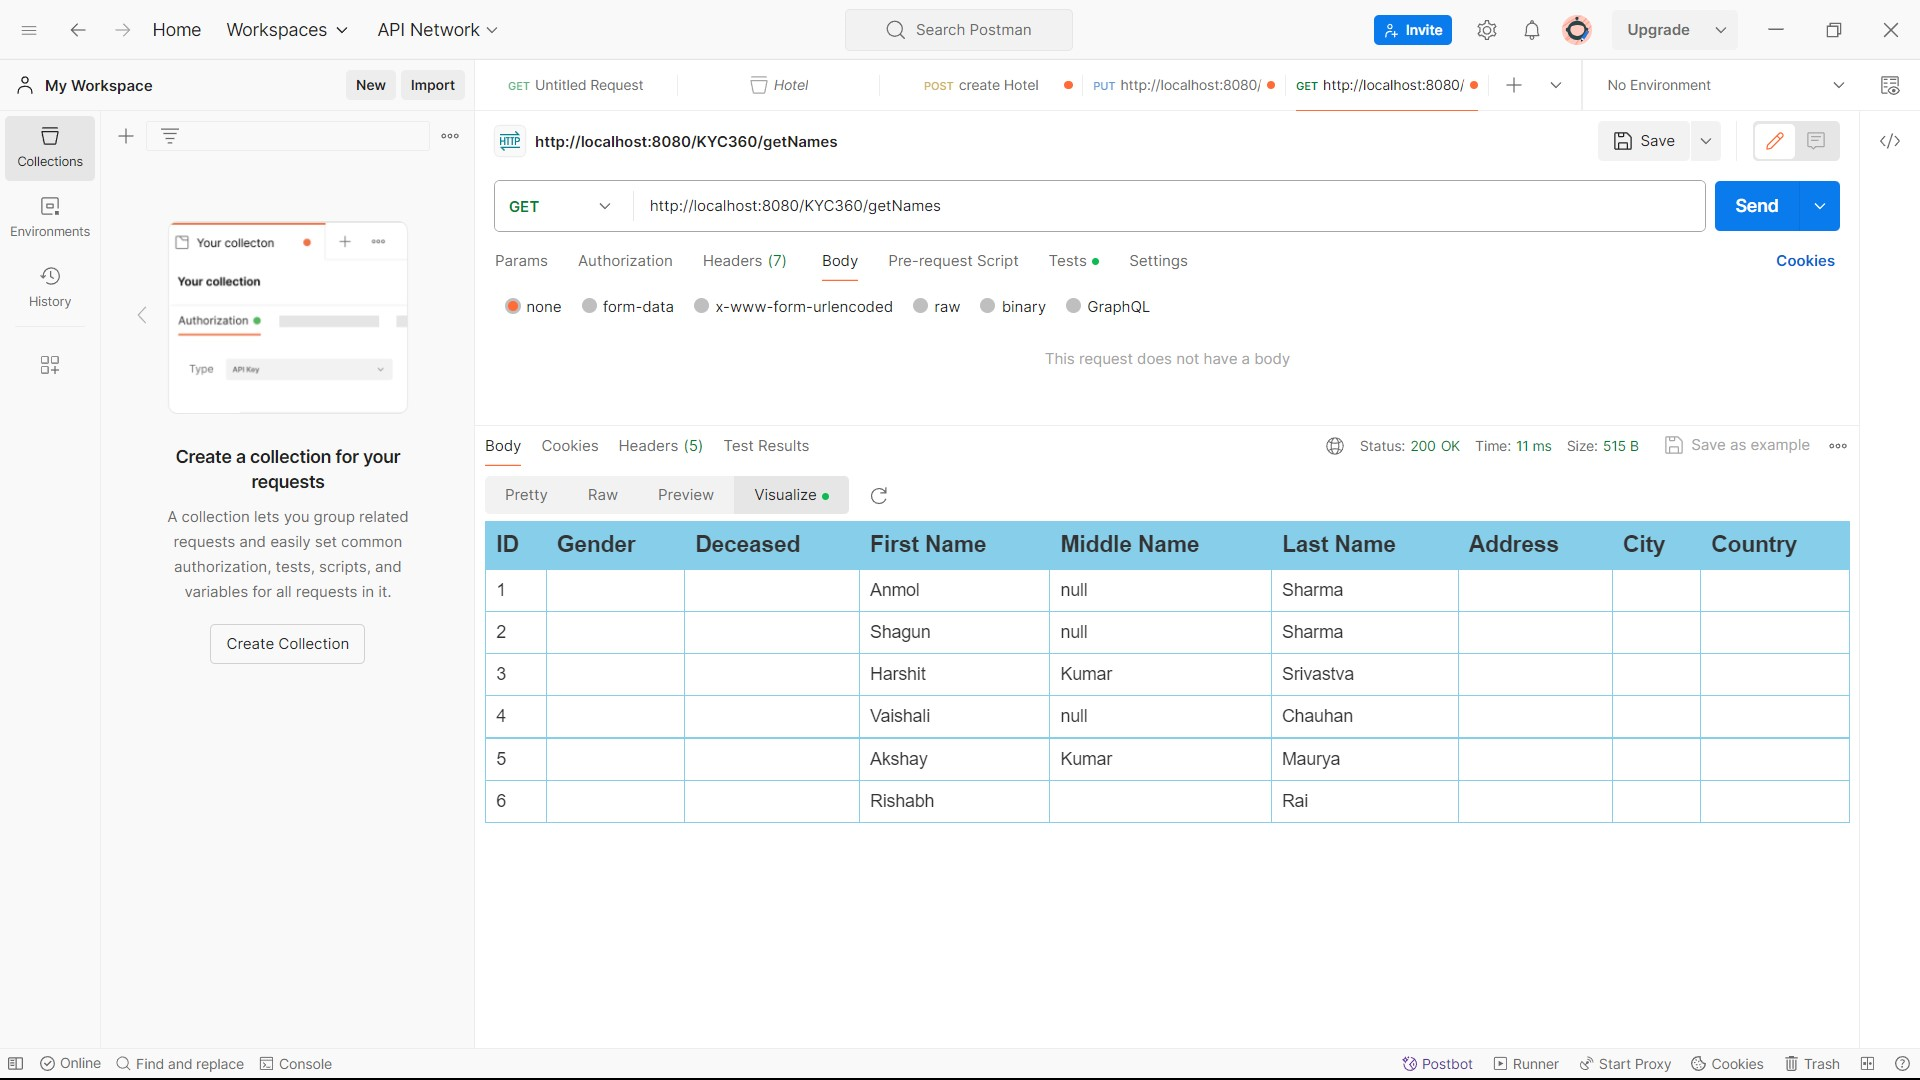 Home Workspaces API Network Search Postman Invite Upgrade
My Workspace New Import GET Untitled Request Hotel POST create Hotel PUT http://localhost:8080/ GET http://localhost:8080/ No Environment
Collections
Environments
History
Your collecton
Your collection
Authorization
Type API Key
Create a collection for your
requests
A collection lets you group related
requests and easily set common
authorization, tests, scripts, and
variables for all requests in it.
Create Collection
HTTP http://localhost:8080/KYC360/getNames Save
GET http://localhost:8080/KYC360/getNames Send
Params Authorization Headers (7) Body Pre-request Script Tests Settings Cookies
none form-data x-www-form-urlencoded raw binary GraphQL
This request does not have a body
Body Cookies Headers (5) Test Results Status: 200 OK Time: 11 ms Size: 515 B Save as example
Pretty Raw Preview Visualize
ID Gender Deceased First Name Middle Name Last Name Address City Country
1 Anmol null Sharma
2 Shagun null Sharma
3 Harshit Kumar Srivastva
4 Vaishali null Chauhan
5 Akshay Kumar Maurya
6 Rishabh Rai
Online Find and replace Console Postbot Runner Start Proxy Cookies Trash